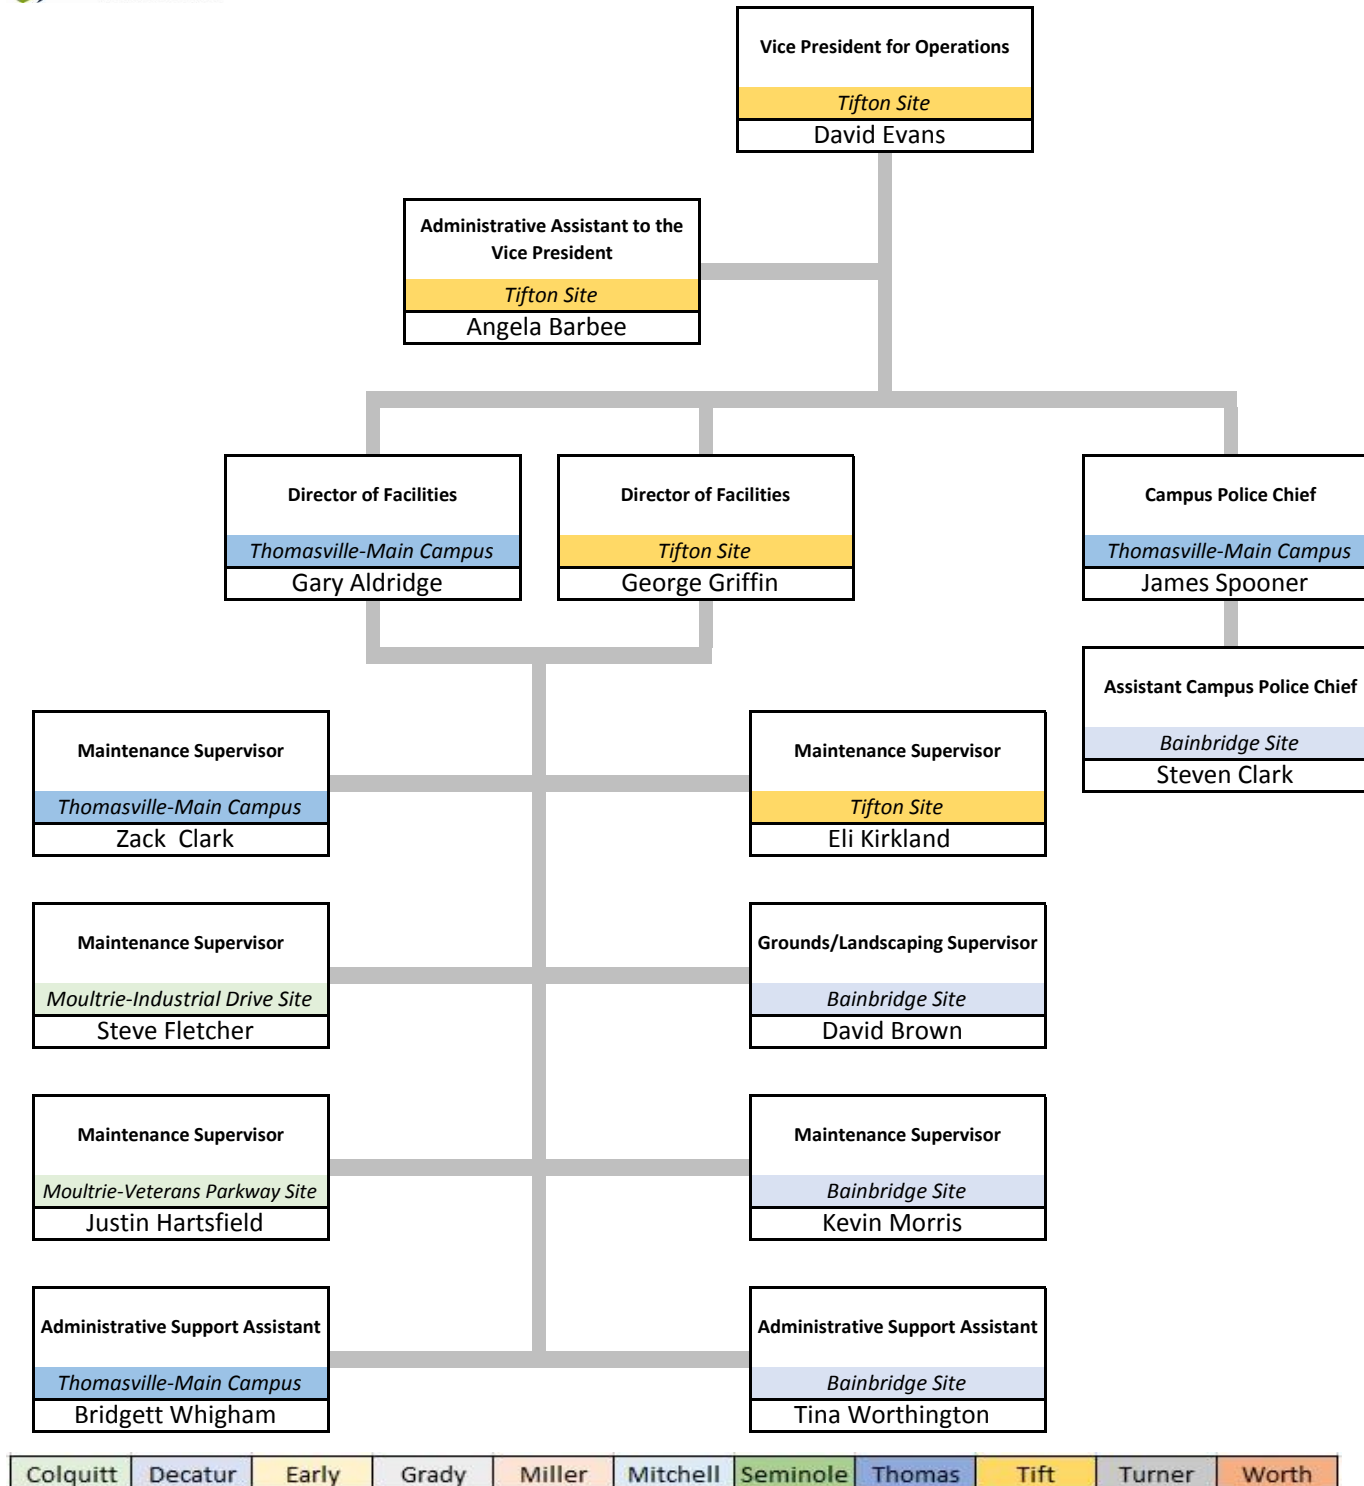 Vice President for Operations
Tifton Site
David Evans
Administrative Assistant to the
Vice President
Tifton Site
Angela Barbee
Director of Facilities
Thomasville-Main Campus
Gary Aldridge
Director of Facilities
Tifton Site
George Griffin
Campus Police Chief
Thomasville-Main Campus
James Spooner
Assistant Campus Police Chief
Bainbridge Site
Steven Clark
Maintenance Supervisor
Thomasville-Main Campus
Zack Clark
Maintenance Supervisor
Tifton Site
Eli Kirkland
Maintenance Supervisor
Moultrie-Industrial Drive Site
Steve Fletcher
Grounds/Landscaping Supervisor
Bainbridge Site
David Brown
Maintenance Supervisor
Moultrie-Veterans Parkway Site
Justin Hartsfield
Maintenance Supervisor
Bainbridge Site
Kevin Morris
Administrative Support Assistant
Thomasville-Main Campus
Bridgett Whigham
Administrative Support Assistant
Bainbridge Site
Tina Worthington
Colquitt Decatur Early Grady Miller Mitchell Seminole Thomas Tift Turner Worth